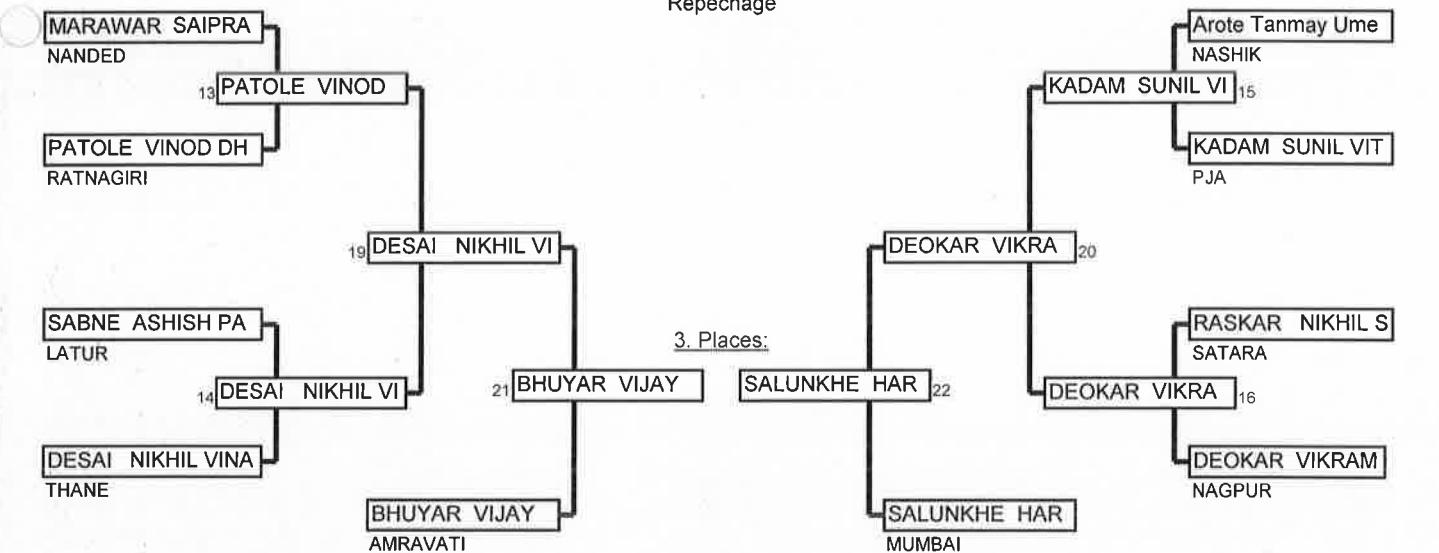 Repechage
MARAWAR SAIPRA
NANDED
13 PATOLE VINOD
PATOLE VINOD DH
RATNAGIRI
19 DESAI NIKHIL VI
SABNE ASHISH PA
LATUR
14 DESAI NIKHIL VI
DESAI NIKHIL VINA
THANE
21 BHUYAR VIJAY
BHUYAR VIJAY
AMRAVATI
3. Places:
Arote Tanmay Ume
NASHIK
KADAM SUNIL VI 15
KADAM SUNIL VIT
PJA
DEOKAR VIKRA 20
RASKAR NIKHIL S
SATARA
DEOKAR VIKRA 16
DEOKAR VIKRAM
NAGPUR
SALUNKHE HAR 22
SALUNKHE HAR
MUMBAI